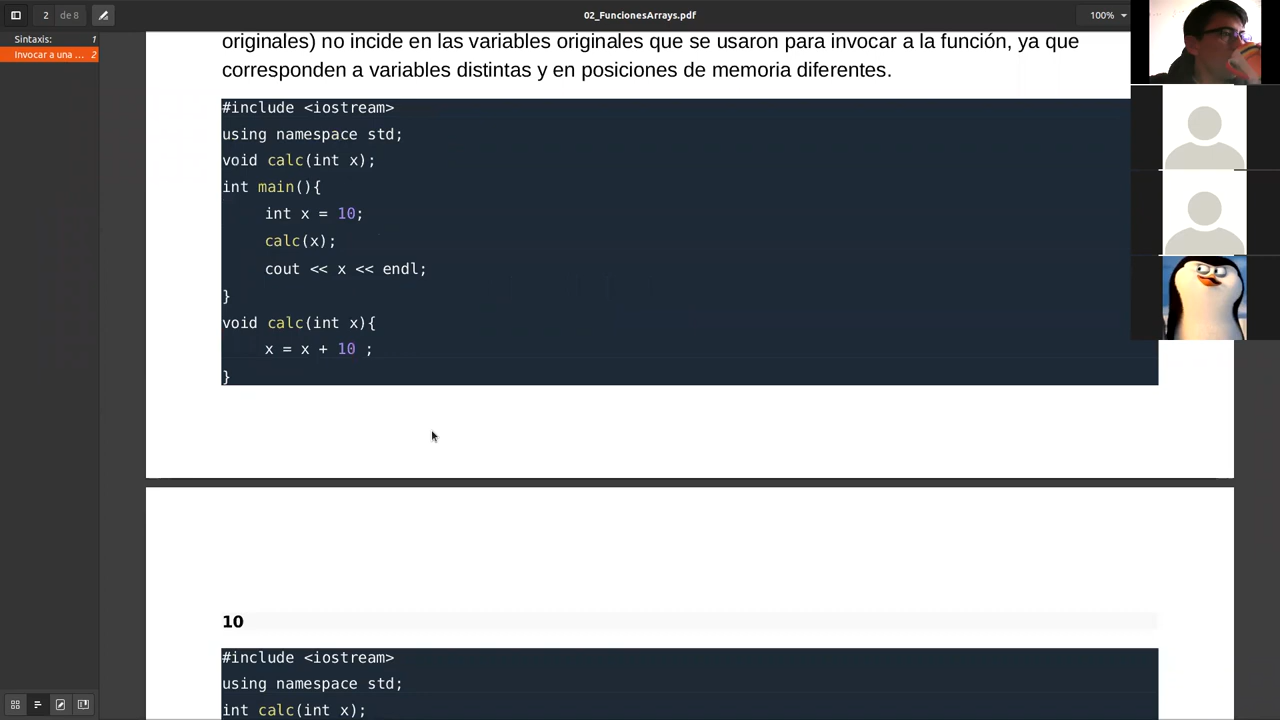 2 de 8
02_FuncionesArrays.pdf
100%
Sintaxis: 1
Invocar a una ... 2
originales) no incide en las variables originales que se usaron para invocar a la función, ya que
corresponden a variables distintas y en posiciones de memoria diferentes.
#include <iostream>
using namespace std;
void calc(int x);
int main(){
int x = 10;
calc(x);
cout << x << endl;
}
void calc(int x){
x = x + 10 ;
}
10
#include <iostream>
using namespace std;
int calc(int x);